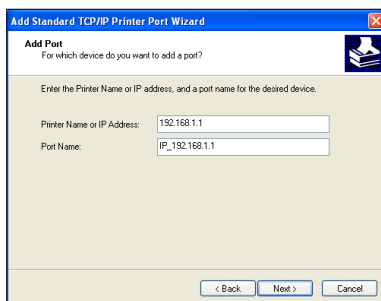 Add Standard TCP/IP Printer Port Wizard
Add Port
For which device do you want to add a port?
Enter the Printer Name or IP address, and a port name for the desired device.
Printer Name or IP Address: 192.168.1.1
Port Name: IP_192.168.1.1
< Back Next > Cancel